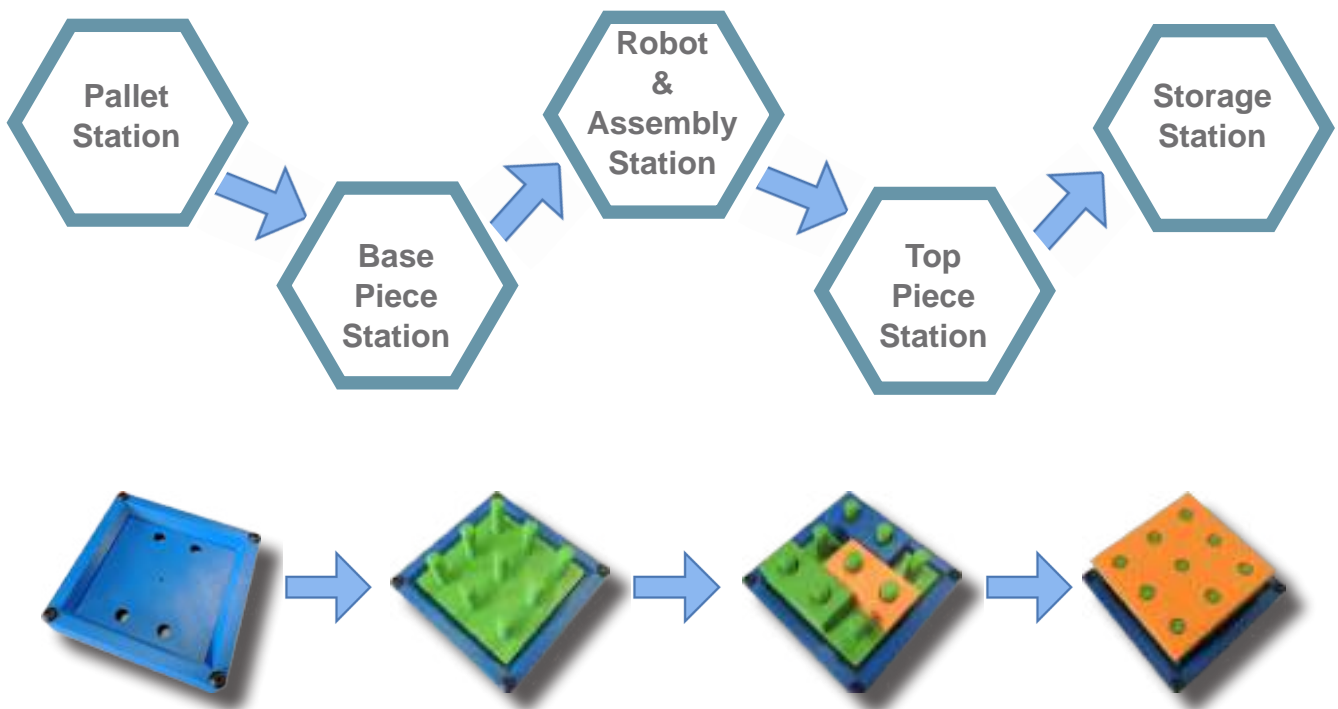 Pallet
Station
Base
Piece
Station
Robot
&
Assembly
Station
Top
Piece
Station
Storage
Station